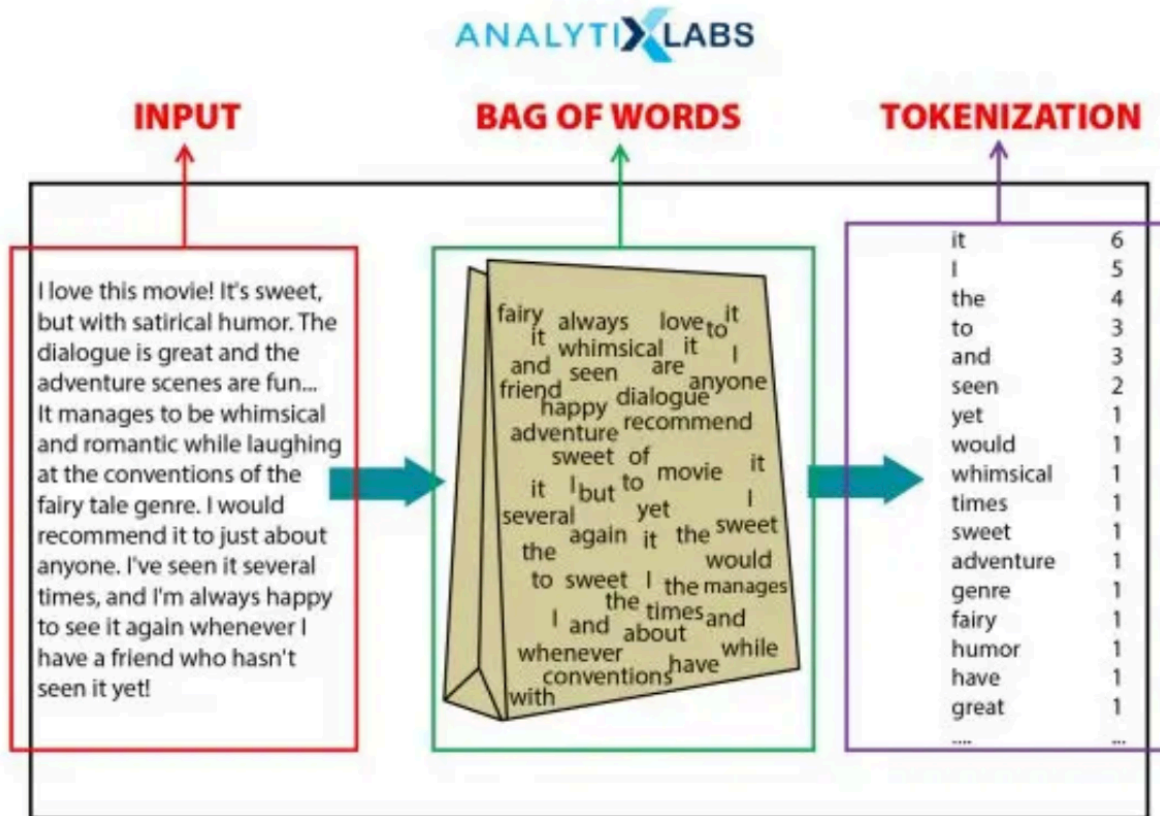 ANALYTIXLABS
INPUT
BAG OF WORDS
TOKENIZATION
I love this movie! It's sweet,
but with satirical humor. The
dialogue is great and the
adventure scenes are fun...
It manages to be whimsical
and romantic while laughing
at the conventions of the
fairy tale genre. I would
recommend it to just about
anyone. I've seen it several
times, and I'm always happy
to see it again whenever I
have a friend who hasn't
seen it yet!
fairy always love to it
it whimsical it I
and seen are anyone
friend happy dialogue
adventure recommend
sweet of movie it
it I but to yet I
several again it the sweet
the would
to sweet I the manages
the times and
I and about
whenever while
conventions have
with
it 6
I 5
the 4
to 3
and 3
seen 2
yet 1
would 1
whimsical 1
times 1
sweet 1
adventure 1
genre 1
fairy 1
humor 1
have 1
great 1
.... ...